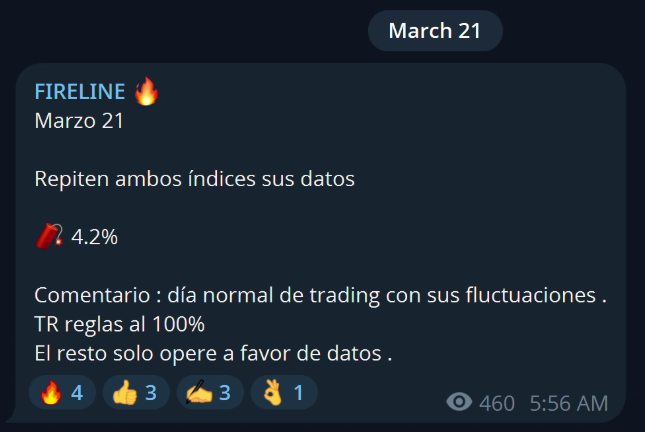 March 21
FIRELINE 🔥
Marzo 21
Repiten ambos índices sus datos
🧨 4.2%
Comentario : día normal de trading con sus fluctuaciones .
TR reglas al 100%
El resto solo opere a favor de datos .
🔥 4 👍 3 ✍️ 3 👌 1
460 5:56 AM